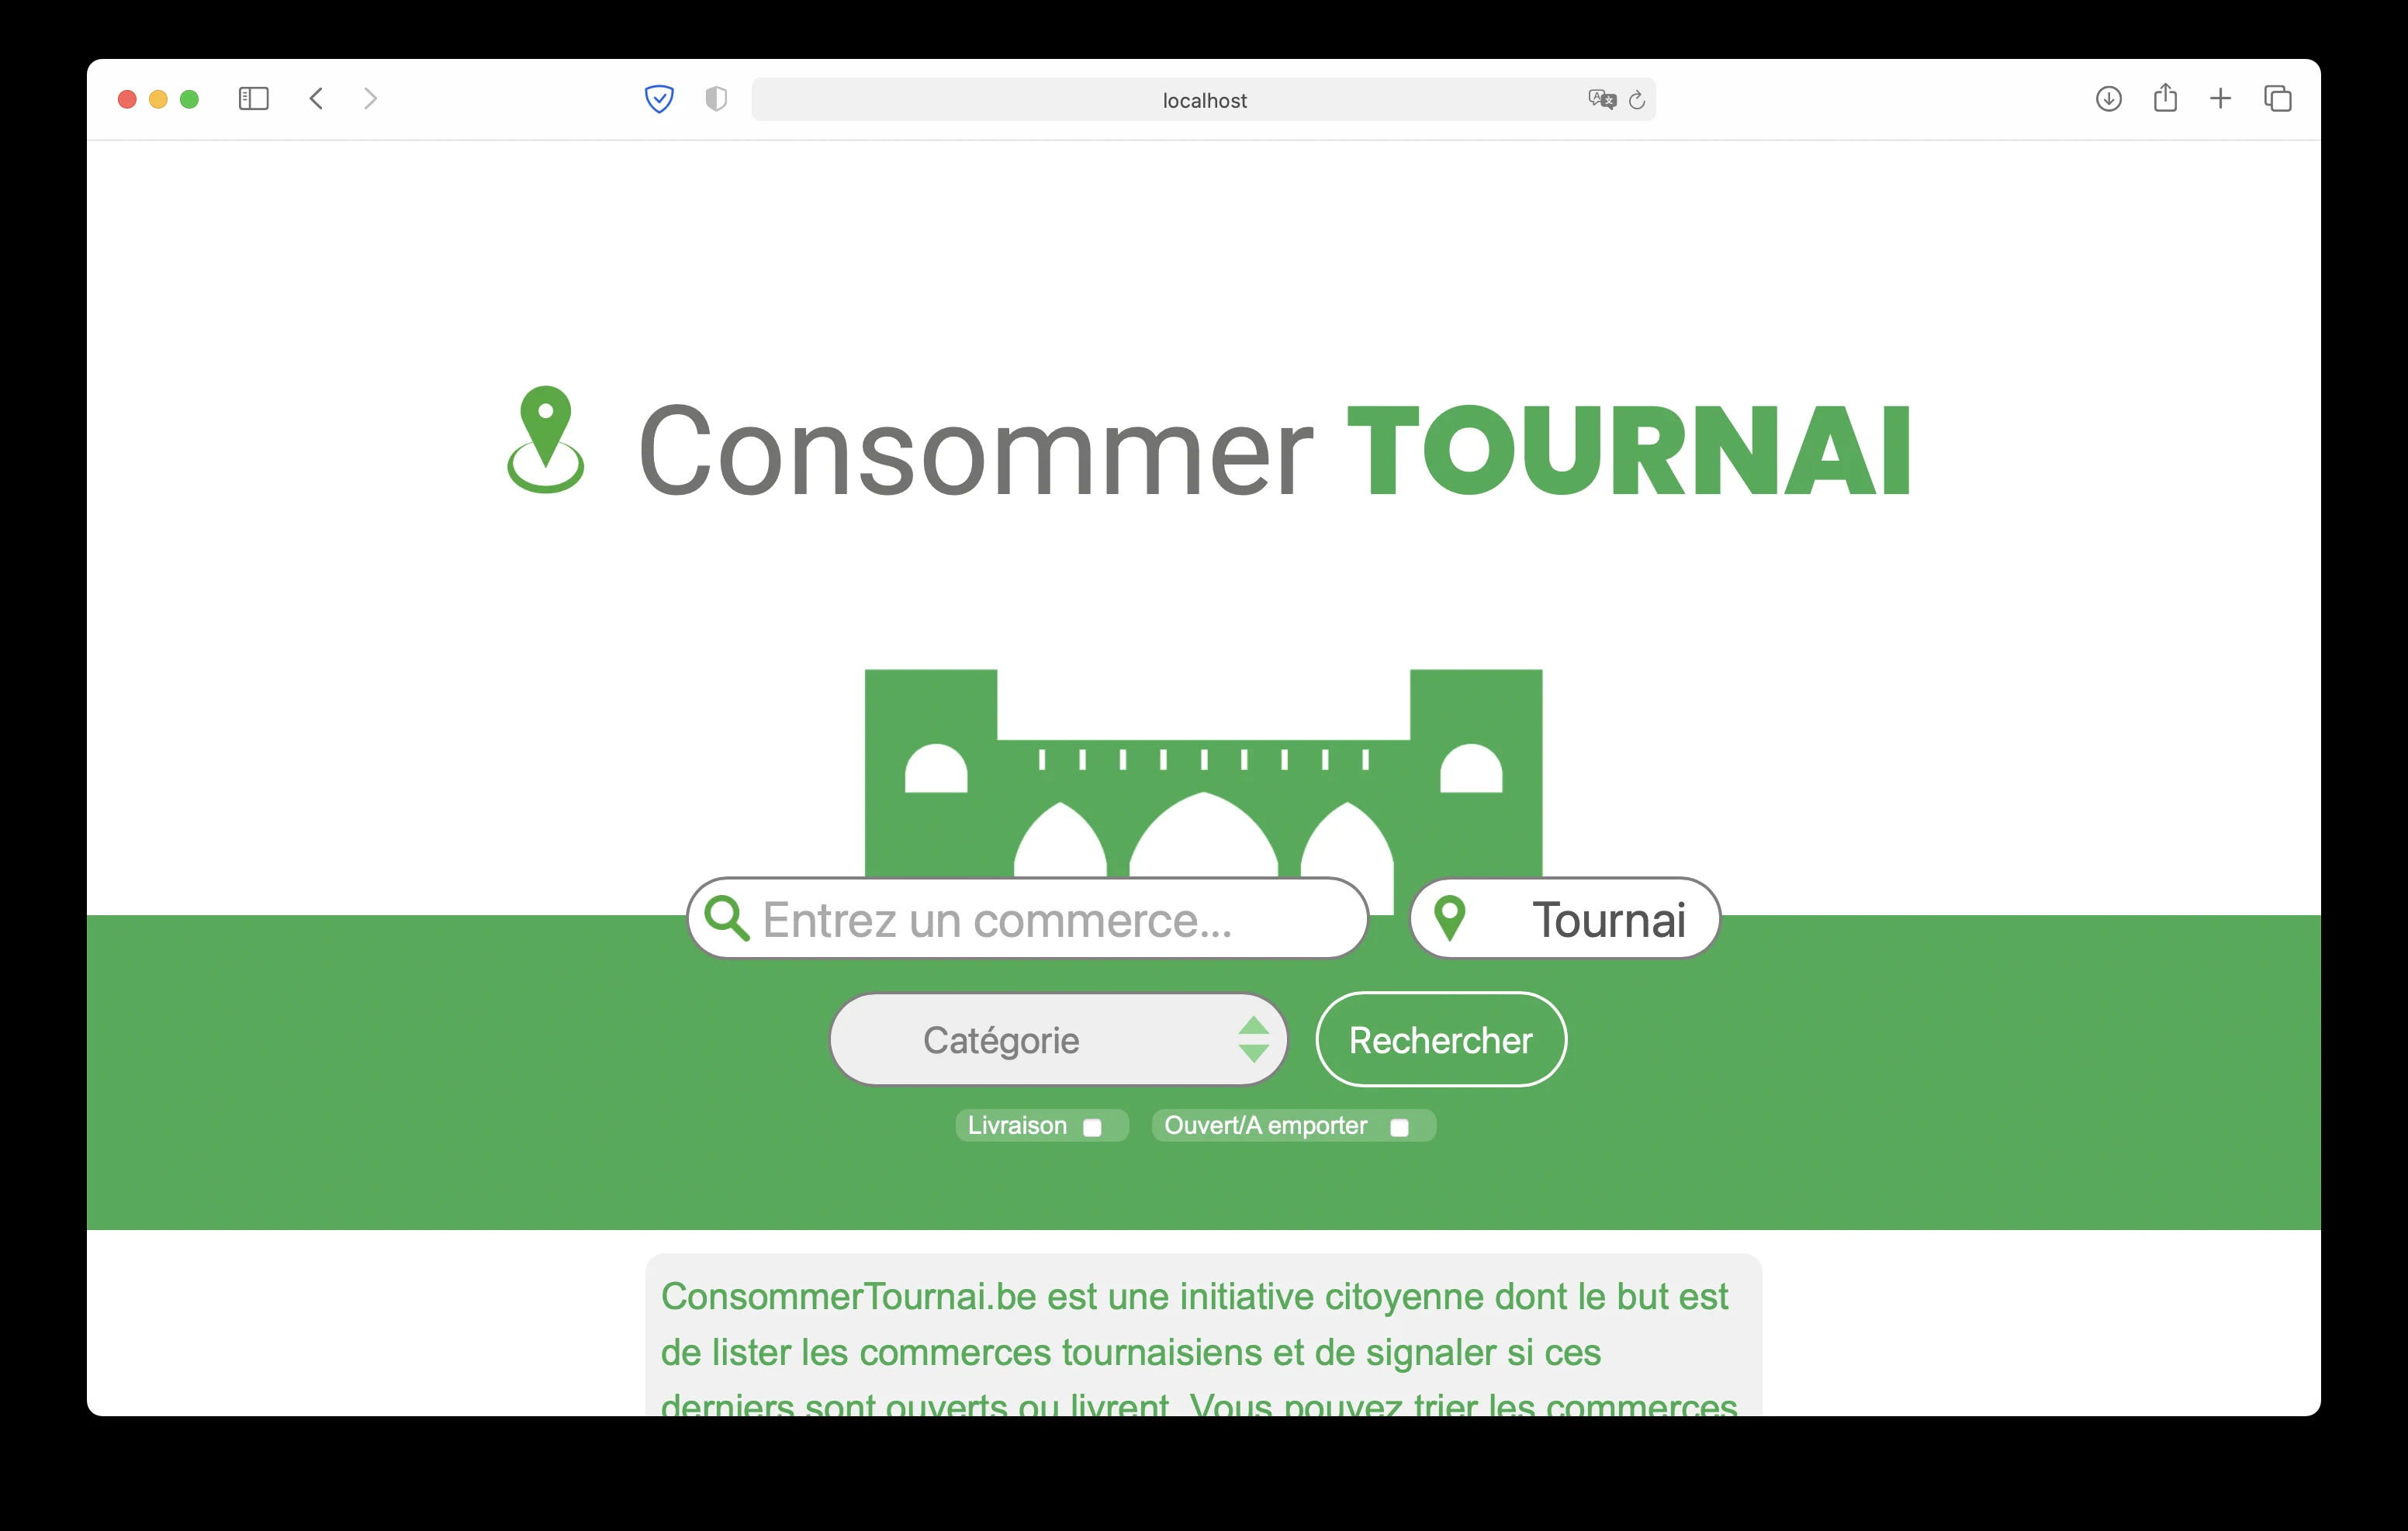 localhost
Consommer TOURNAI
Entrez un commerce...
Tournai
Catégorie
Rechercher
Livraison
Ouvert/A emporter
ConsommerTournai.be est une initiative citoyenne dont le but est
de lister les commerces tournaisiens et de signaler si ces
derniers sont ouverts ou livrent. Vous pouvez trier les commerces